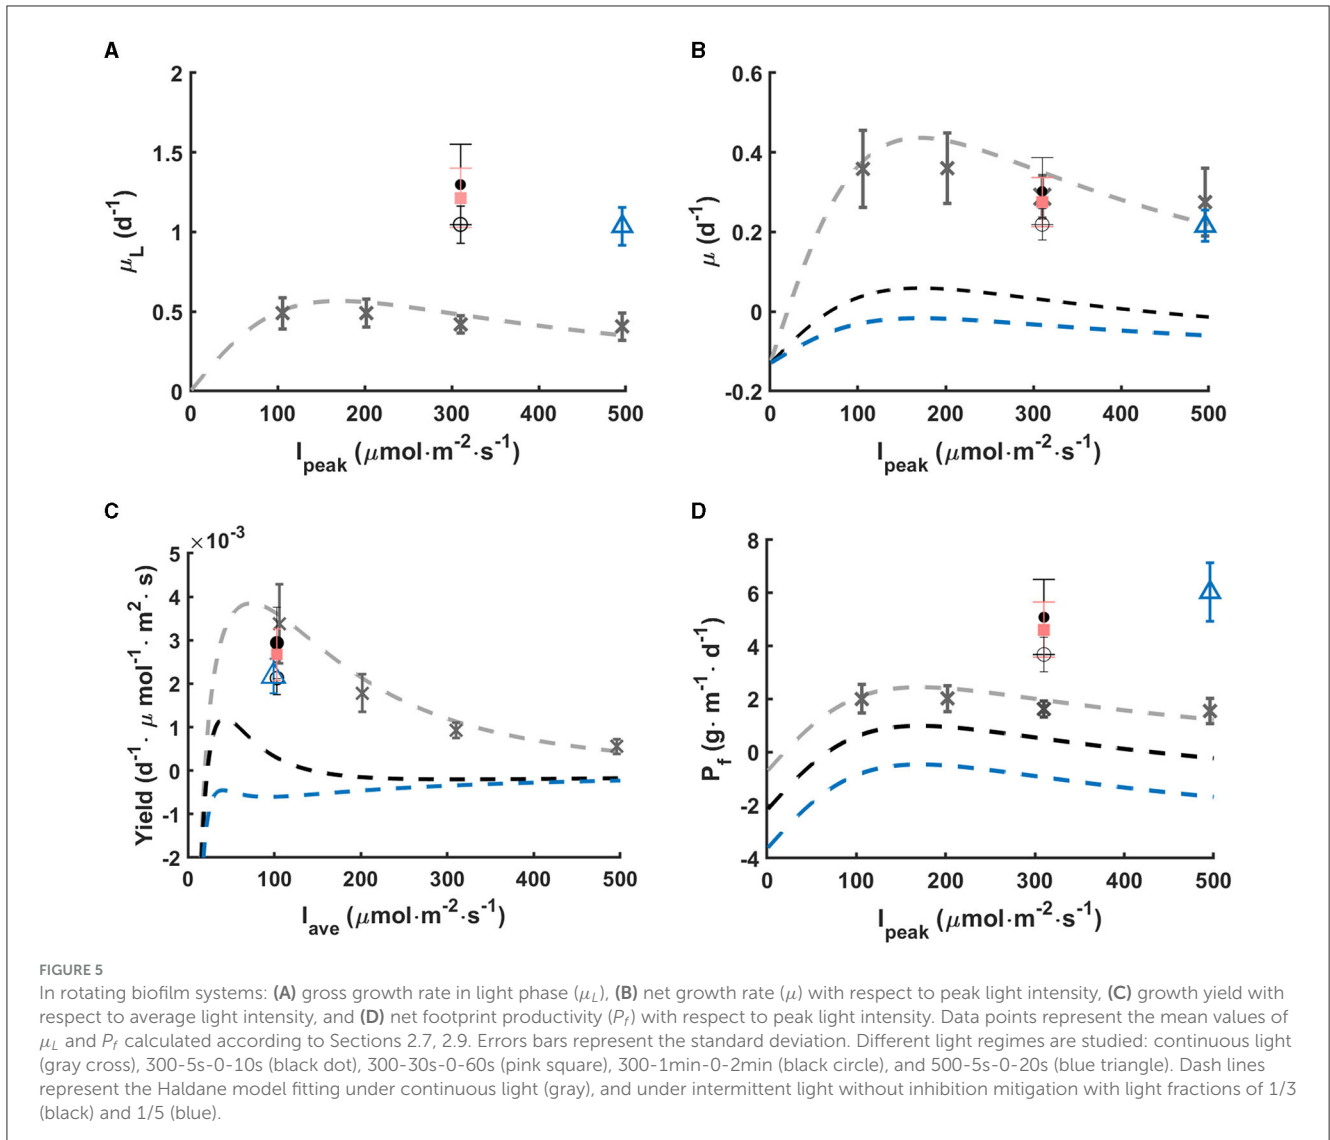 A
2
1.5
1
0.5
0
μL (d-1)
0 100 200 300 400 500
Ipeak (μmol·m-2·s-1)
B
0.6
0.4
0.2
0
-0.2
μ (d-1)
0 100 200 300 400 500
Ipeak (μmol·m-2·s-1)
C
×10-3
5
4
3
2
1
0
-1
-2
Yield (d-1· μ mol-1· m2· s)
0 100 200 300 400 500
Iave (μmol·m-2·s-1)
D
8
6
4
2
0
-2
-4
Pf (g· m-1· d-1)
0 100 200 300 400 500
Ipeak (μmol·m-2·s-1)
FIGURE 5
In rotating biofilm systems: (A) gross growth rate in light phase (μL), (B) net growth rate (μ) with respect to peak light intensity, (C) growth yield with
respect to average light intensity, and (D) net footprint productivity (Pf) with respect to peak light intensity. Data points represent the mean values of
μL and Pf calculated according to Sections 2.7, 2.9. Errors bars represent the standard deviation. Different light regimes are studied: continuous light
(gray cross), 300-5s-0-10s (black dot), 300-30s-0-60s (pink square), 300-1min-0-2min (black circle), and 500-5s-0-20s (blue triangle). Dash lines
represent the Haldane model fitting under continuous light (gray), and under intermittent light without inhibition mitigation with light fractions of 1/3
(black) and 1/5 (blue).